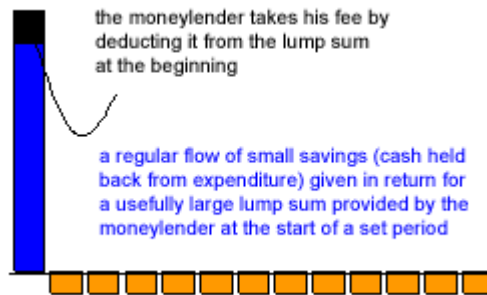 the moneylender takes his fee by
deducting it from the lump sum
at the beginning
a regular flow of small savings (cash held
back from expenditure) given in return for
a usefully large lump sum provided by the
moneylender at the start of a set period